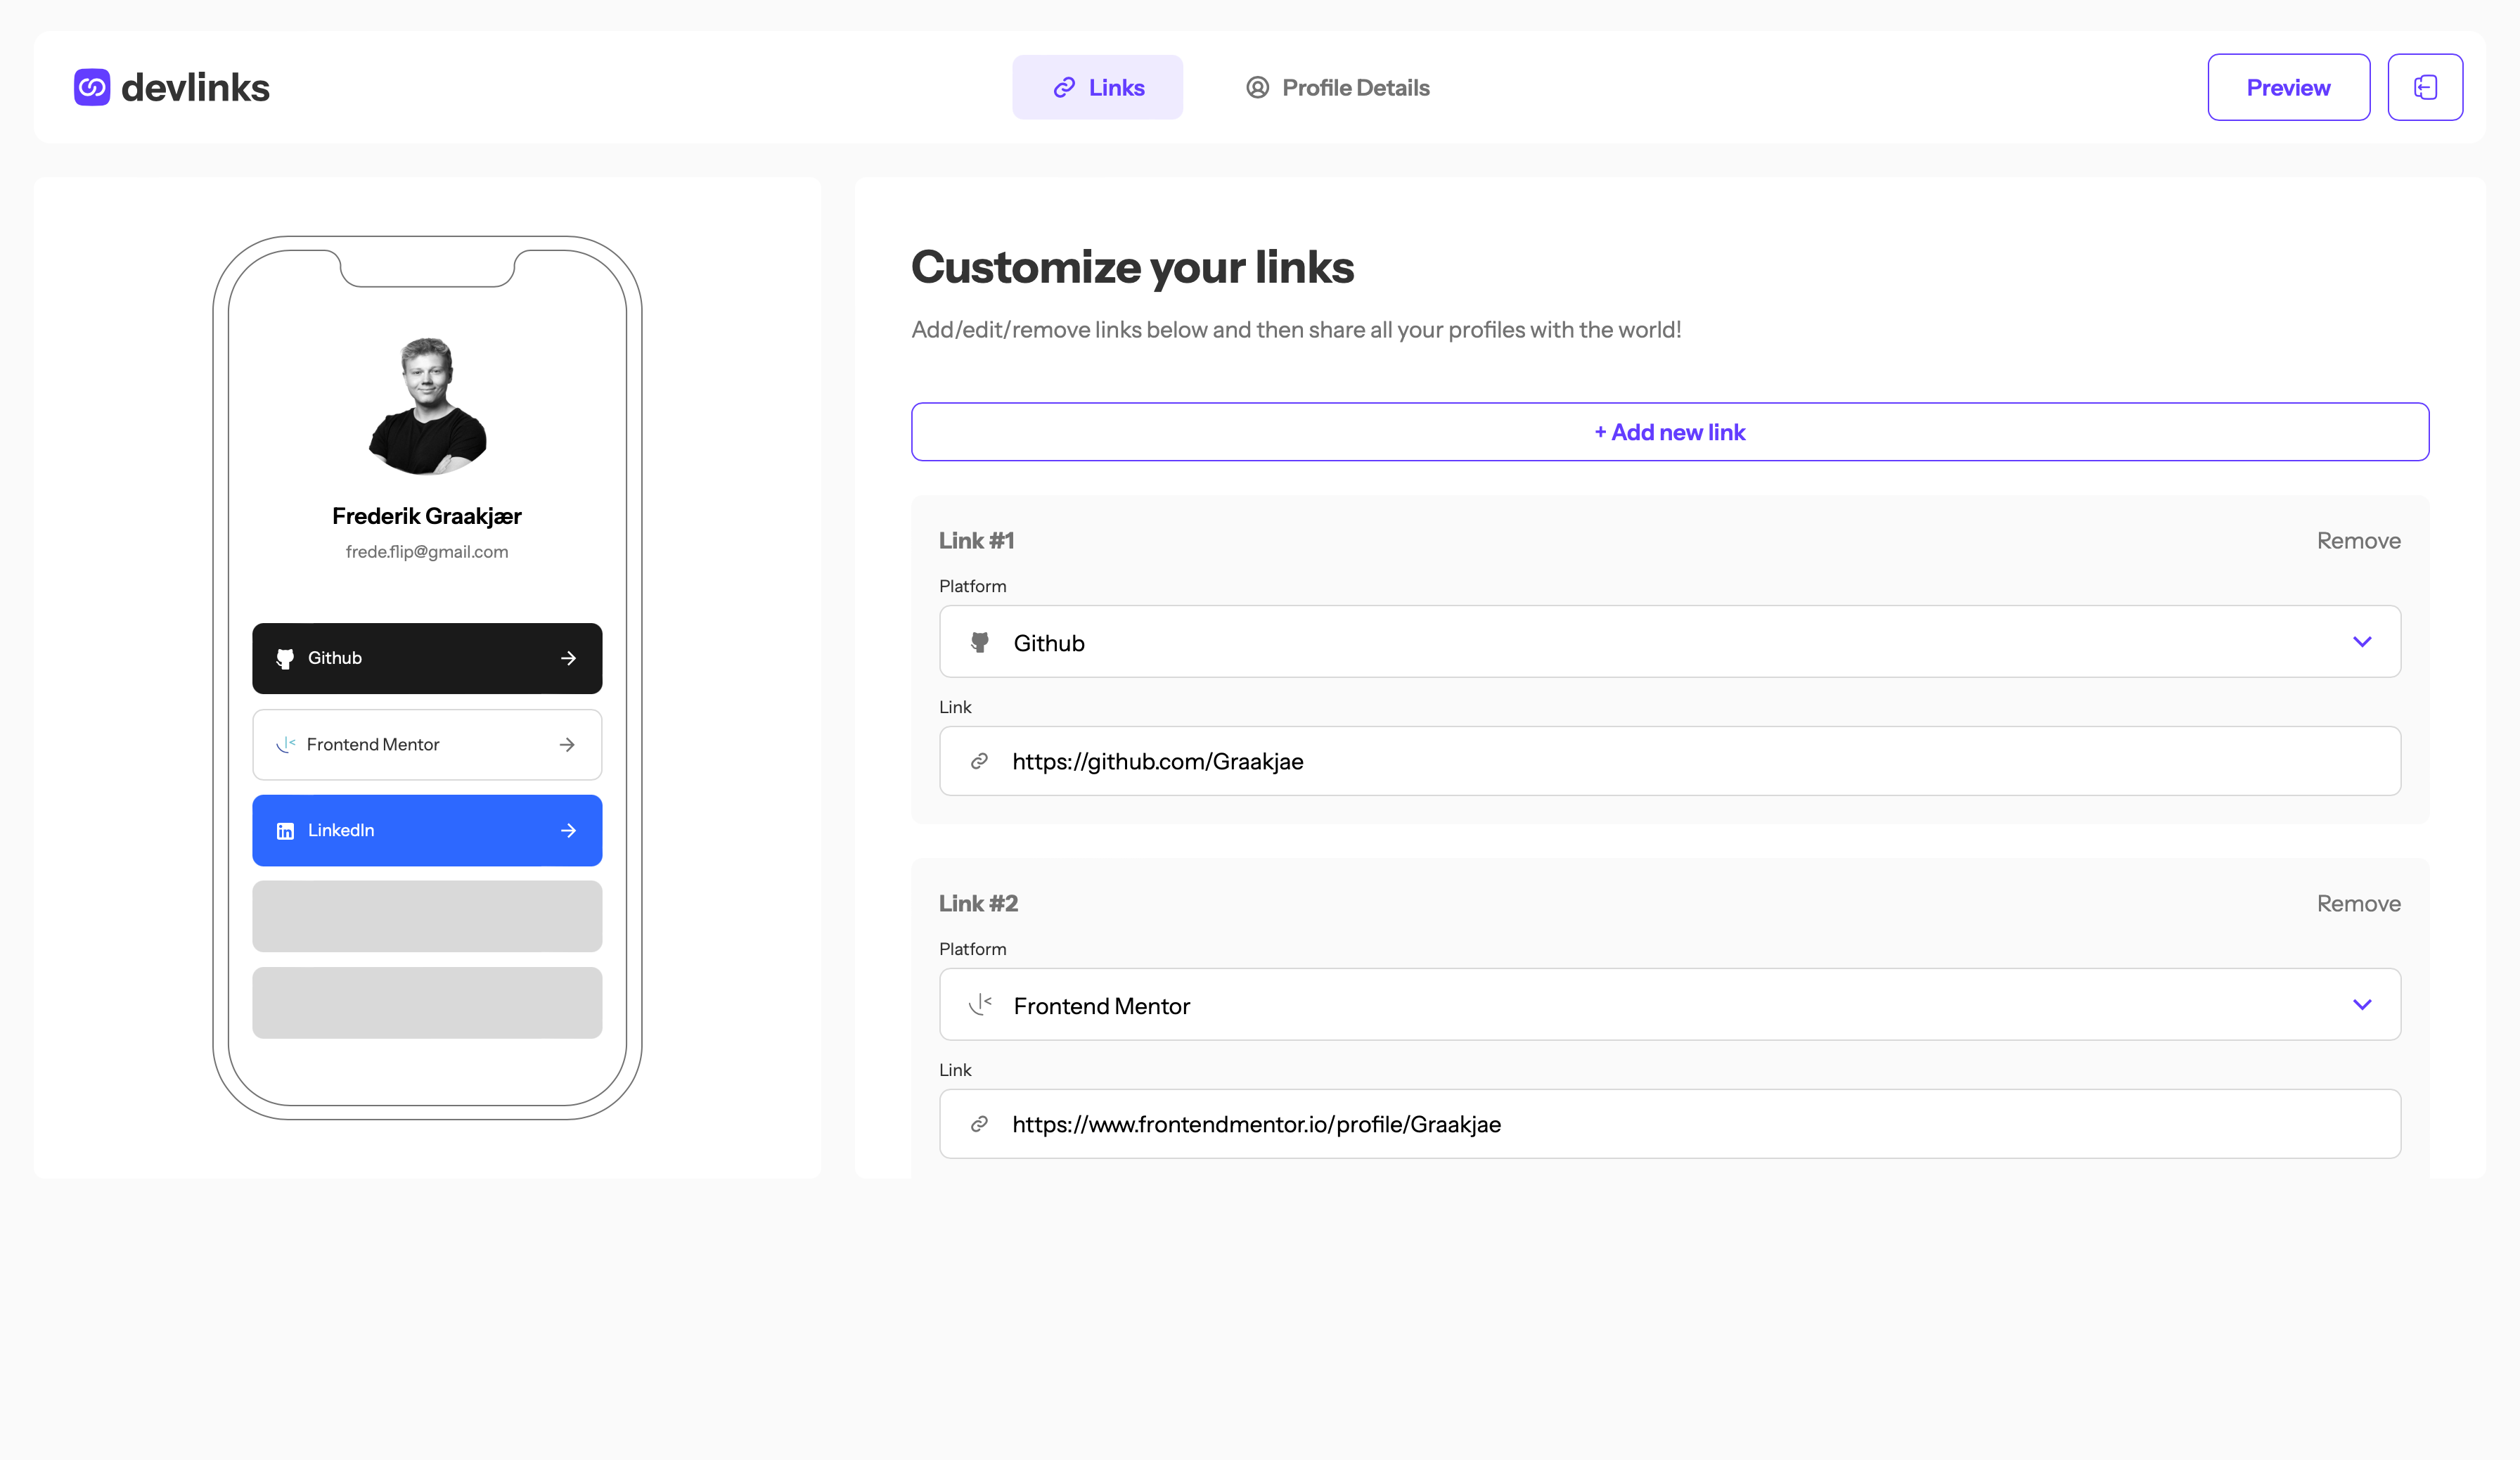 devlinks
Links
Profile Details
Preview
Frederik Graakjær
frede.flip@gmail.com
Github
Frontend Mentor
LinkedIn
Customize your links
Add/edit/remove links below and then share all your profiles with the world!
+ Add new link
Link #1
Remove
Platform
Github
Link
https://github.com/Graakjae
Link #2
Remove
Platform
Frontend Mentor
Link
https://www.frontendmentor.io/profile/Graakjae